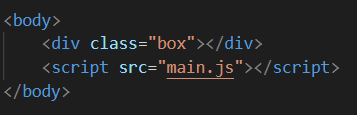 <body>
    <div class="box"></div>
    <script src="main.js"></script>
</body>